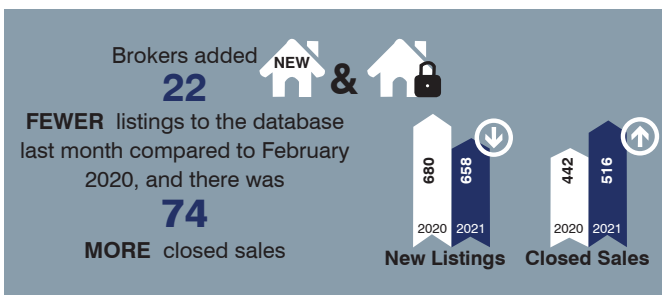 Brokers added
22
FEWER listings to the database
last month compared to February
2020, and there was
74
MORE closed sales
NEW
&
680
658
2020
2021
New Listings
442
516
2020
2021
Closed Sales